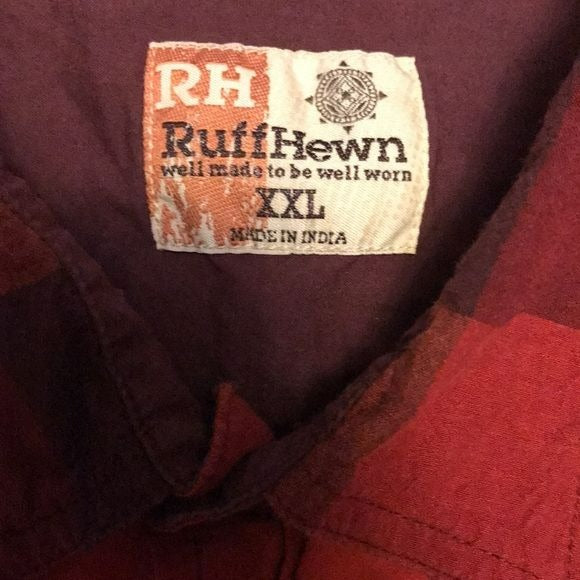 RH
RuffHewn
well made to be well worn
XXL
MADE IN INDIA